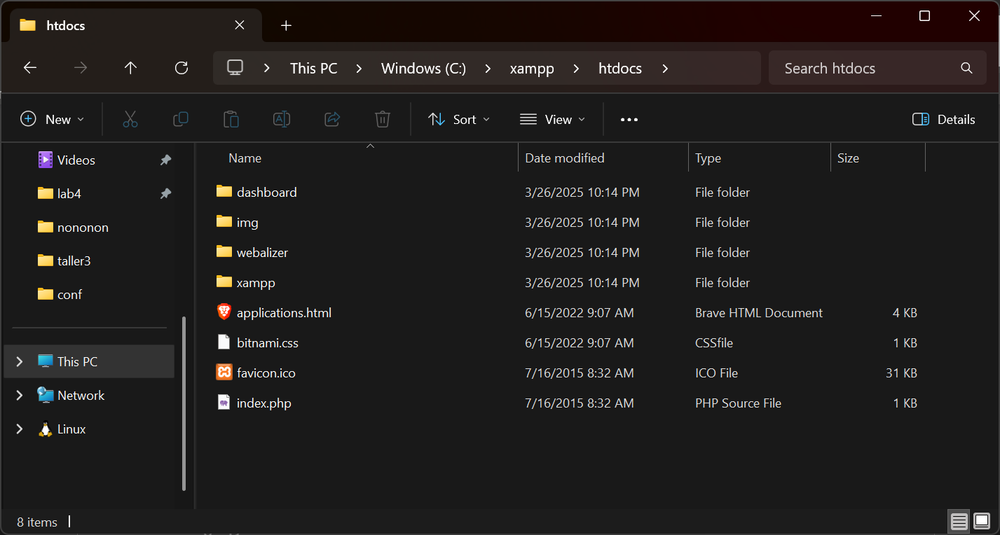 htdocs
This PC Windows (C:) xampp htdocs
Search htdocs
New
Sort
View
Details
Videos
lab4
nononon
taller3
conf
This PC
Network
Linux
Name Date modified Type Size
dashboard 3/26/2025 10:14 PM File folder
img 3/26/2025 10:14 PM File folder
webalizer 3/26/2025 10:14 PM File folder
xampp 3/26/2025 10:14 PM File folder
applications.html 6/15/2022 9:07 AM Brave HTML Document 4 KB
bitnami.css 6/15/2022 9:07 AM CSSfile 1 KB
favicon.ico 7/16/2015 8:32 AM ICO File 31 KB
index.php 7/16/2015 8:32 AM PHP Source File 1 KB
8 items